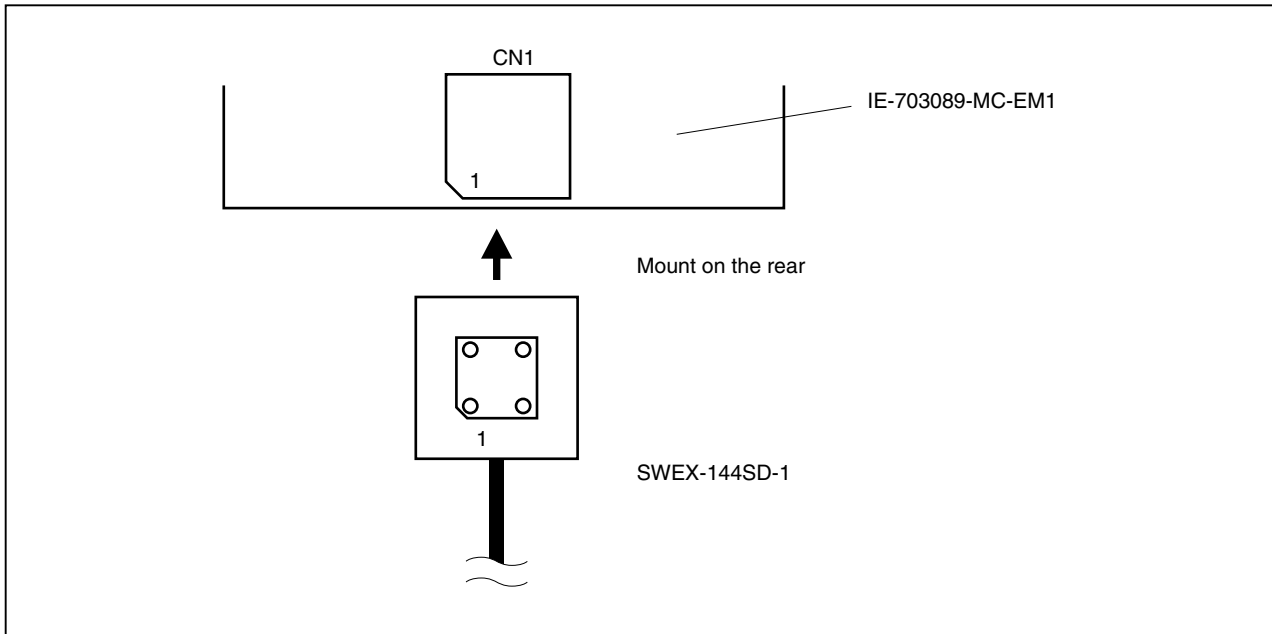 CN1
IE-703089-MC-EM1
1
Mount on the rear
1
SWEX-144SD-1